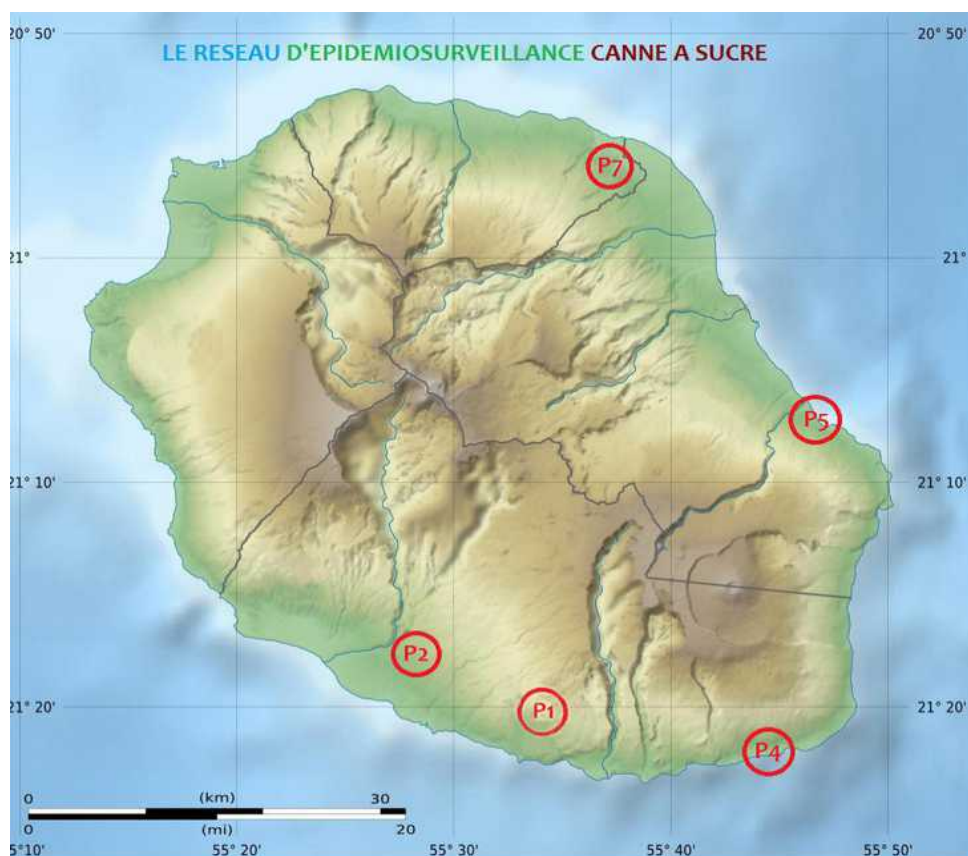 20° 50'
20° 50'
LE RESEAU D'EPIDEMIOSURVEILLANCE CANNE A SUCRE
P7
21°
21°
P5
21° 10'
21° 10'
P2
21° 20'
P1
21° 20'
P4
0 (km) 30
0 (mi) 20
5° 10'
55° 20'
55° 30'
55° 40'
55° 50'